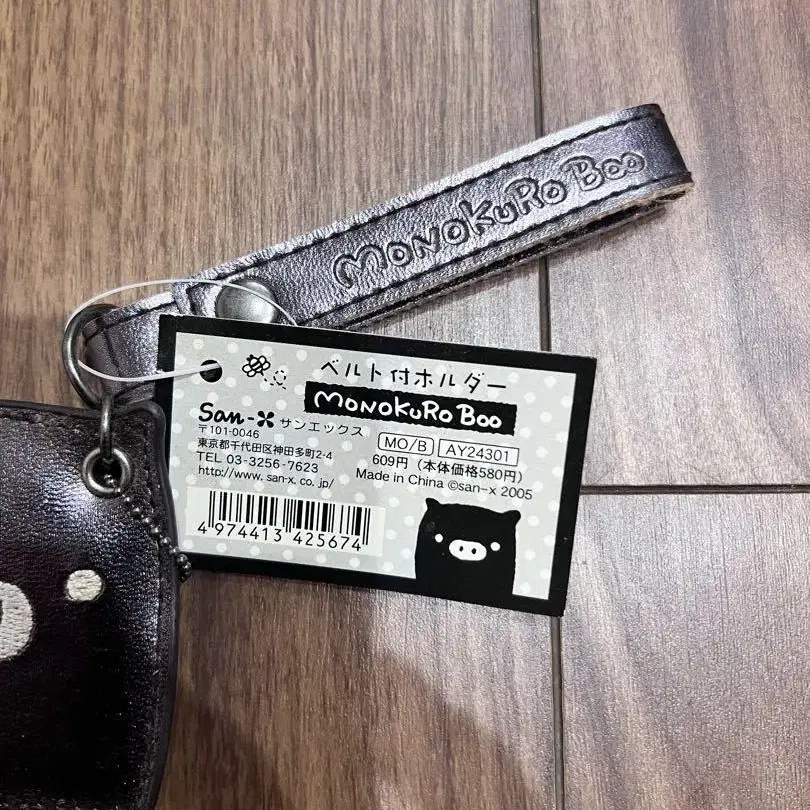 MONOKURO BOO
ベルト付ホルダー
MONOKURO BOO
San-X サンエックス
〒101-0046
東京都千代田区神田多町2-4
TEL 03-3256-7623
http://www.san-x.co.jp/
MO/B AY24301
609円（本体価格580円）
Made in China ©san-x 2005
4 974413 425674